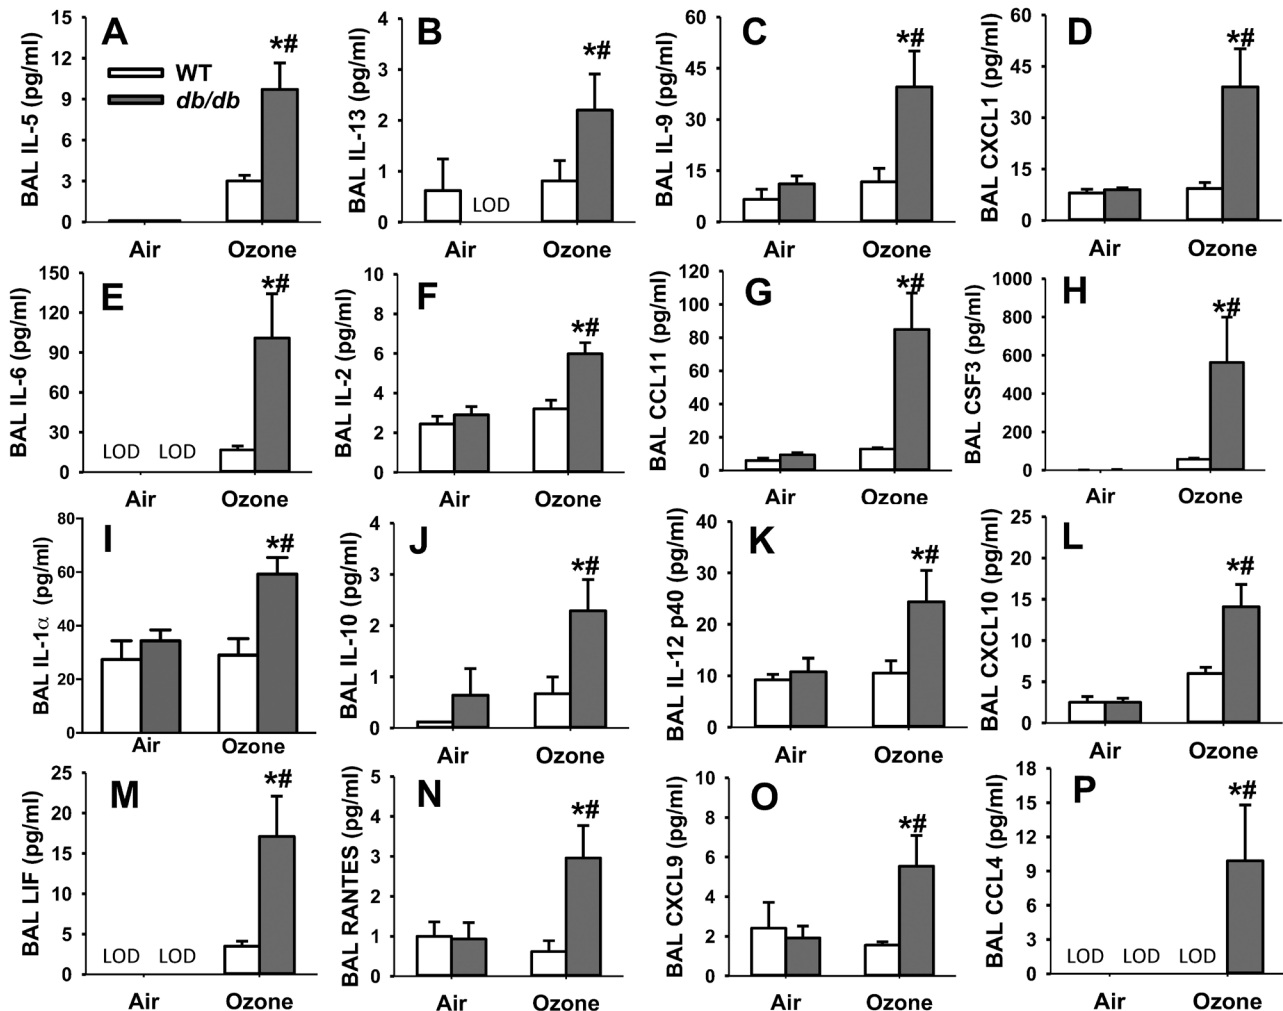 A
BAL IL-5 (pg/ml)
15
12
9
6
3
0
WT
db/db
*#
Air Ozone
B
BAL IL-13 (pg/ml)
4
3
2
1
0
LOD
*#
Air Ozone
C
BAL IL-9 (pg/ml)
60
45
30
15
0
*#
Air Ozone
D
BAL CXCL1 (pg/ml)
60
45
30
15
0
*#
Air Ozone
E
BAL IL-6 (pg/ml)
150
120
90
60
30
0
LOD LOD
*#
Air Ozone
F
BAL IL-2 (pg/ml)
10
8
6
4
2
0
*#
Air Ozone
G
BAL CCL11 (pg/ml)
120
100
80
60
40
20
0
*#
Air Ozone
H
BAL CSF3 (pg/ml)
1000
800
600
400
200
0
*#
Air Ozone
I
BAL IL-1α (pg/ml)
80
60
40
20
0
*#
Air Ozone
J
BAL IL-10 (pg/ml)
4
3
2
1
0
*#
Air Ozone
K
BAL IL-12 p40 (pg/ml)
40
30
20
10
0
*#
Air Ozone
L
BAL CXCL10 (pg/ml)
25
20
15
10
5
0
*#
Air Ozone
M
BAL LIF (pg/ml)
25
20
15
10
5
0
LOD LOD
*#
Air Ozone
N
BAL RANTES (pg/ml)
5
4
3
2
1
0
*#
Air Ozone
O
BAL CXCL9 (pg/ml)
10
8
6
4
2
0
*#
Air Ozone
P
BAL CCL4 (pg/ml)
18
15
12
9
6
3
0
LOD LOD LOD
*#
Air Ozone